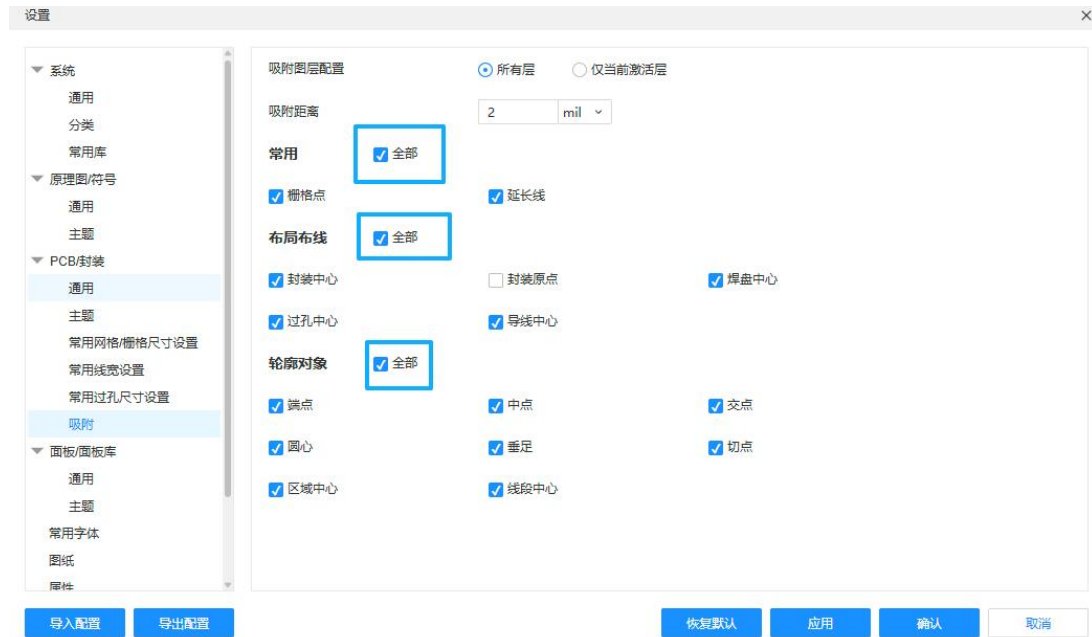 设置
系统
通用
分类
常用库
原理图/符号
通用
主题
PCB/封装
通用
主题
常用网格/栅格尺寸设置
常用线宽设置
常用过孔尺寸设置
吸附
面板/面板库
通用
主题
常用字体
图纸
属性
吸附图层配置 所有层 仅当前激活层
吸附距离 2 mil
常用 全部
栅格点 延长线
布局布线 全部
封装中心 封装原点 焊盘中心
过孔中心 导线中心
轮廓对象 全部
端点 中点 交点
圆心 垂足 切点
区域中心 线段中心
导入配置 导出配置 恢复默认 应用 确认 取消